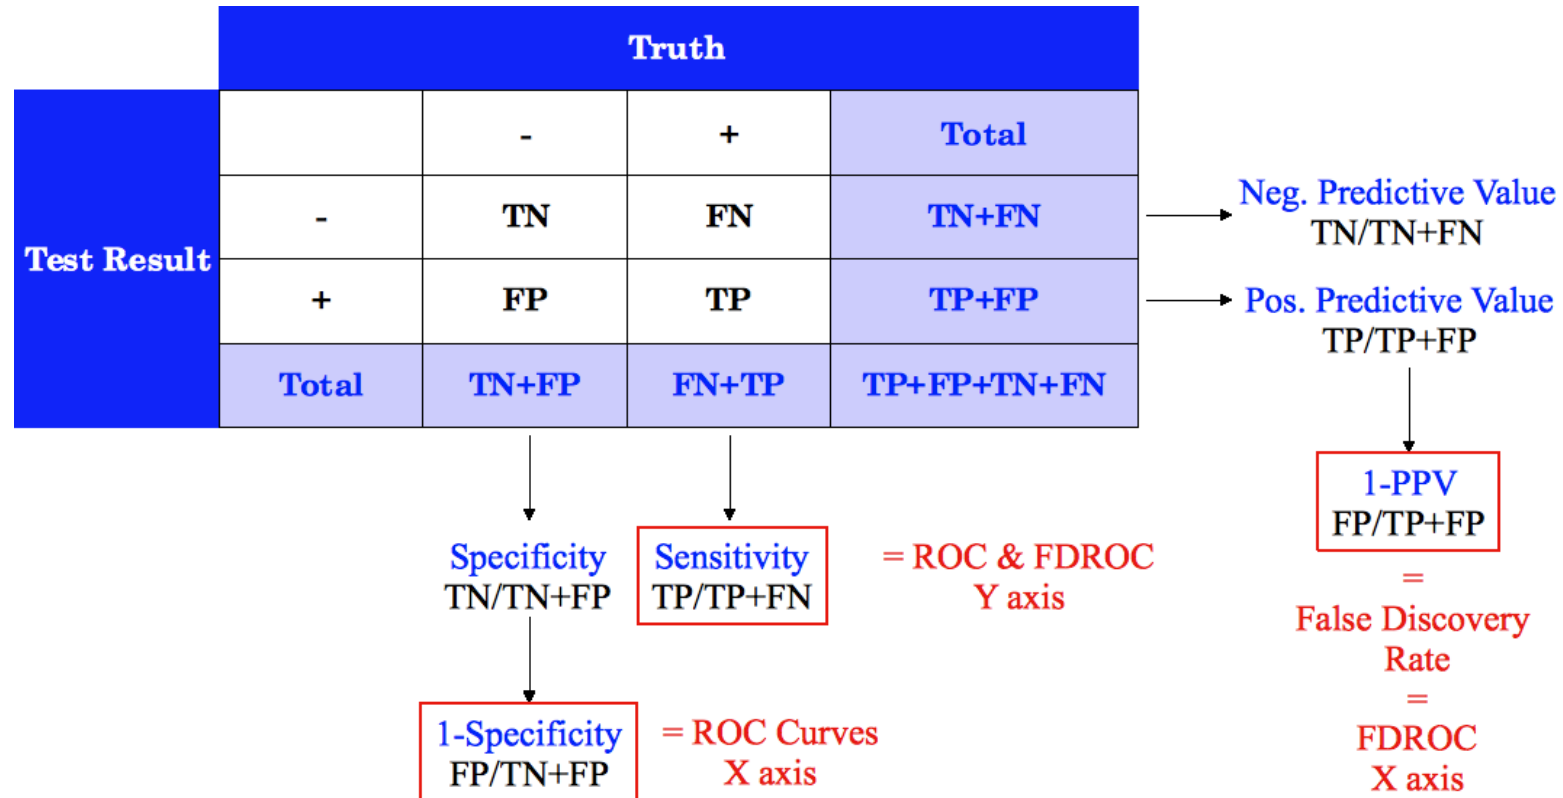 Truth
- + Total
- TN FN TN+FN
Test Result
+ FP TP TP+FP
Total TN+FP FN+TP TP+FP+TN+FN
Neg. Predictive Value
TN/TN+FN
Pos. Predictive Value
TP/TP+FP
1-PPV
FP/TP+FP
=
False Discovery
Rate
=
FDROC
X axis
Specificity
TN/TN+FP
Sensitivity
TP/TP+FN
= ROC & FDROC
Y axis
1-Specificity
FP/TN+FP
= ROC Curves
X axis